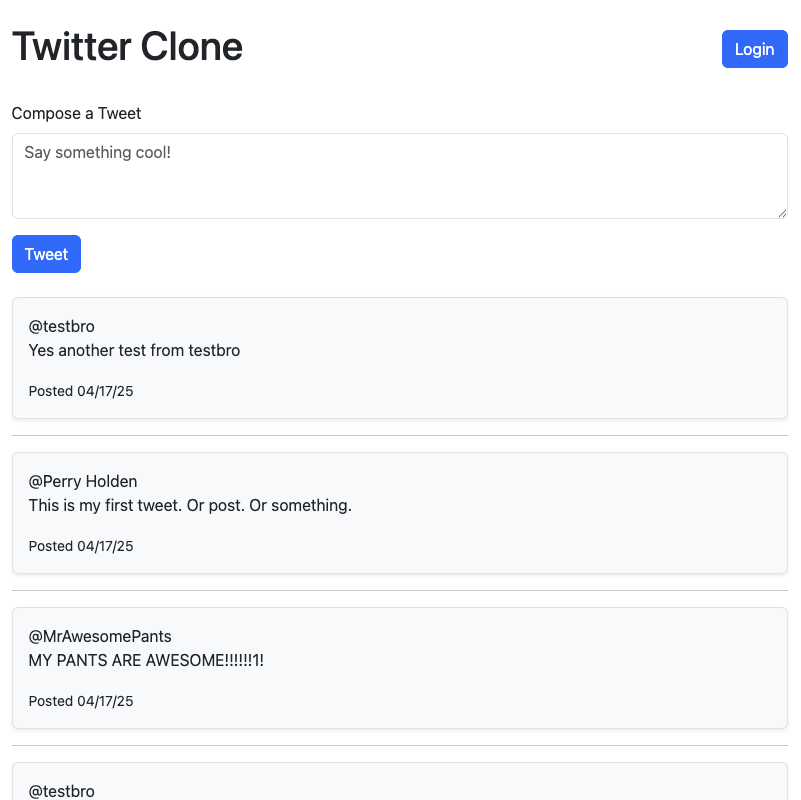 Twitter Clone
Login
Compose a Tweet
Say something cool!
Tweet
@testbro
Yes another test from testbro
Posted 04/17/25
@Perry Holden
This is my first tweet. Or post. Or something.
Posted 04/17/25
@MrAwesomePants
MY PANTS ARE AWESOME!!!!!!1!
Posted 04/17/25
@testbro